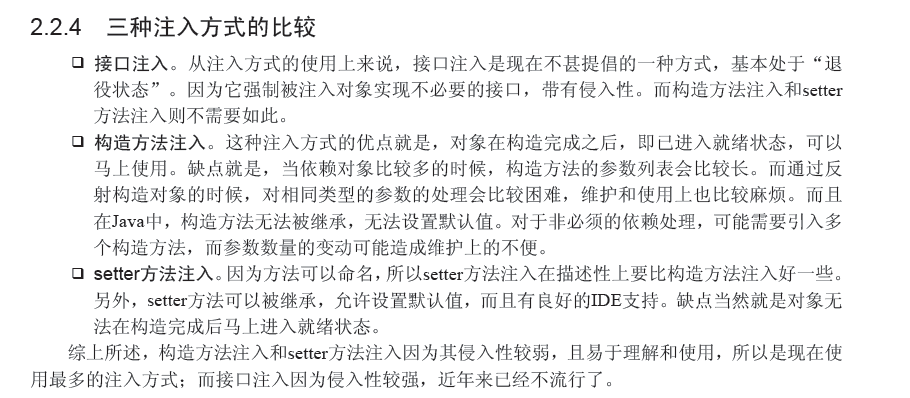 2.2.4 三种注入方式的比较
❏ 接口注入。从注入方式的使用上来说，接口注入是现在不甚提倡的一种方式，基本处于“退
役状态”。因为它强制被注入对象实现不必要的接口，带有侵入性。而构造方法注入和setter
方法注入则不需要如此。
❏ 构造方法注入。这种注入方式的优点就是，对象在构造完成之后，即已进入就绪状态，可以
马上使用。缺点就是，当依赖对象比较多的时候，构造方法的参数列表会比较长。而通过反
射构造对象的时候，对相同类型的参数的处理会比较困难，维护和使用上也比较麻烦。而且
在Java中，构造方法无法被继承，无法设置默认值。对于非必须的依赖处理，可能需要引入多
个构造方法，而参数数量的变动可能造成维护上的不便。
❏ setter方法注入。因为方法可以命名，所以setter方法注入在描述性上要比构造方法注入好一些。
另外，setter方法可以被继承，允许设置默认值，而且有良好的IDE支持。缺点当然就是对象无
法在构造完成后马上进入就绪状态。
综上所述，构造方法注入和setter方法注入因为其侵入性较弱，且易于理解和使用，所以是现在使
用最多的注入方式；而接口注入因为侵入性较强，近年来已经不流行了。